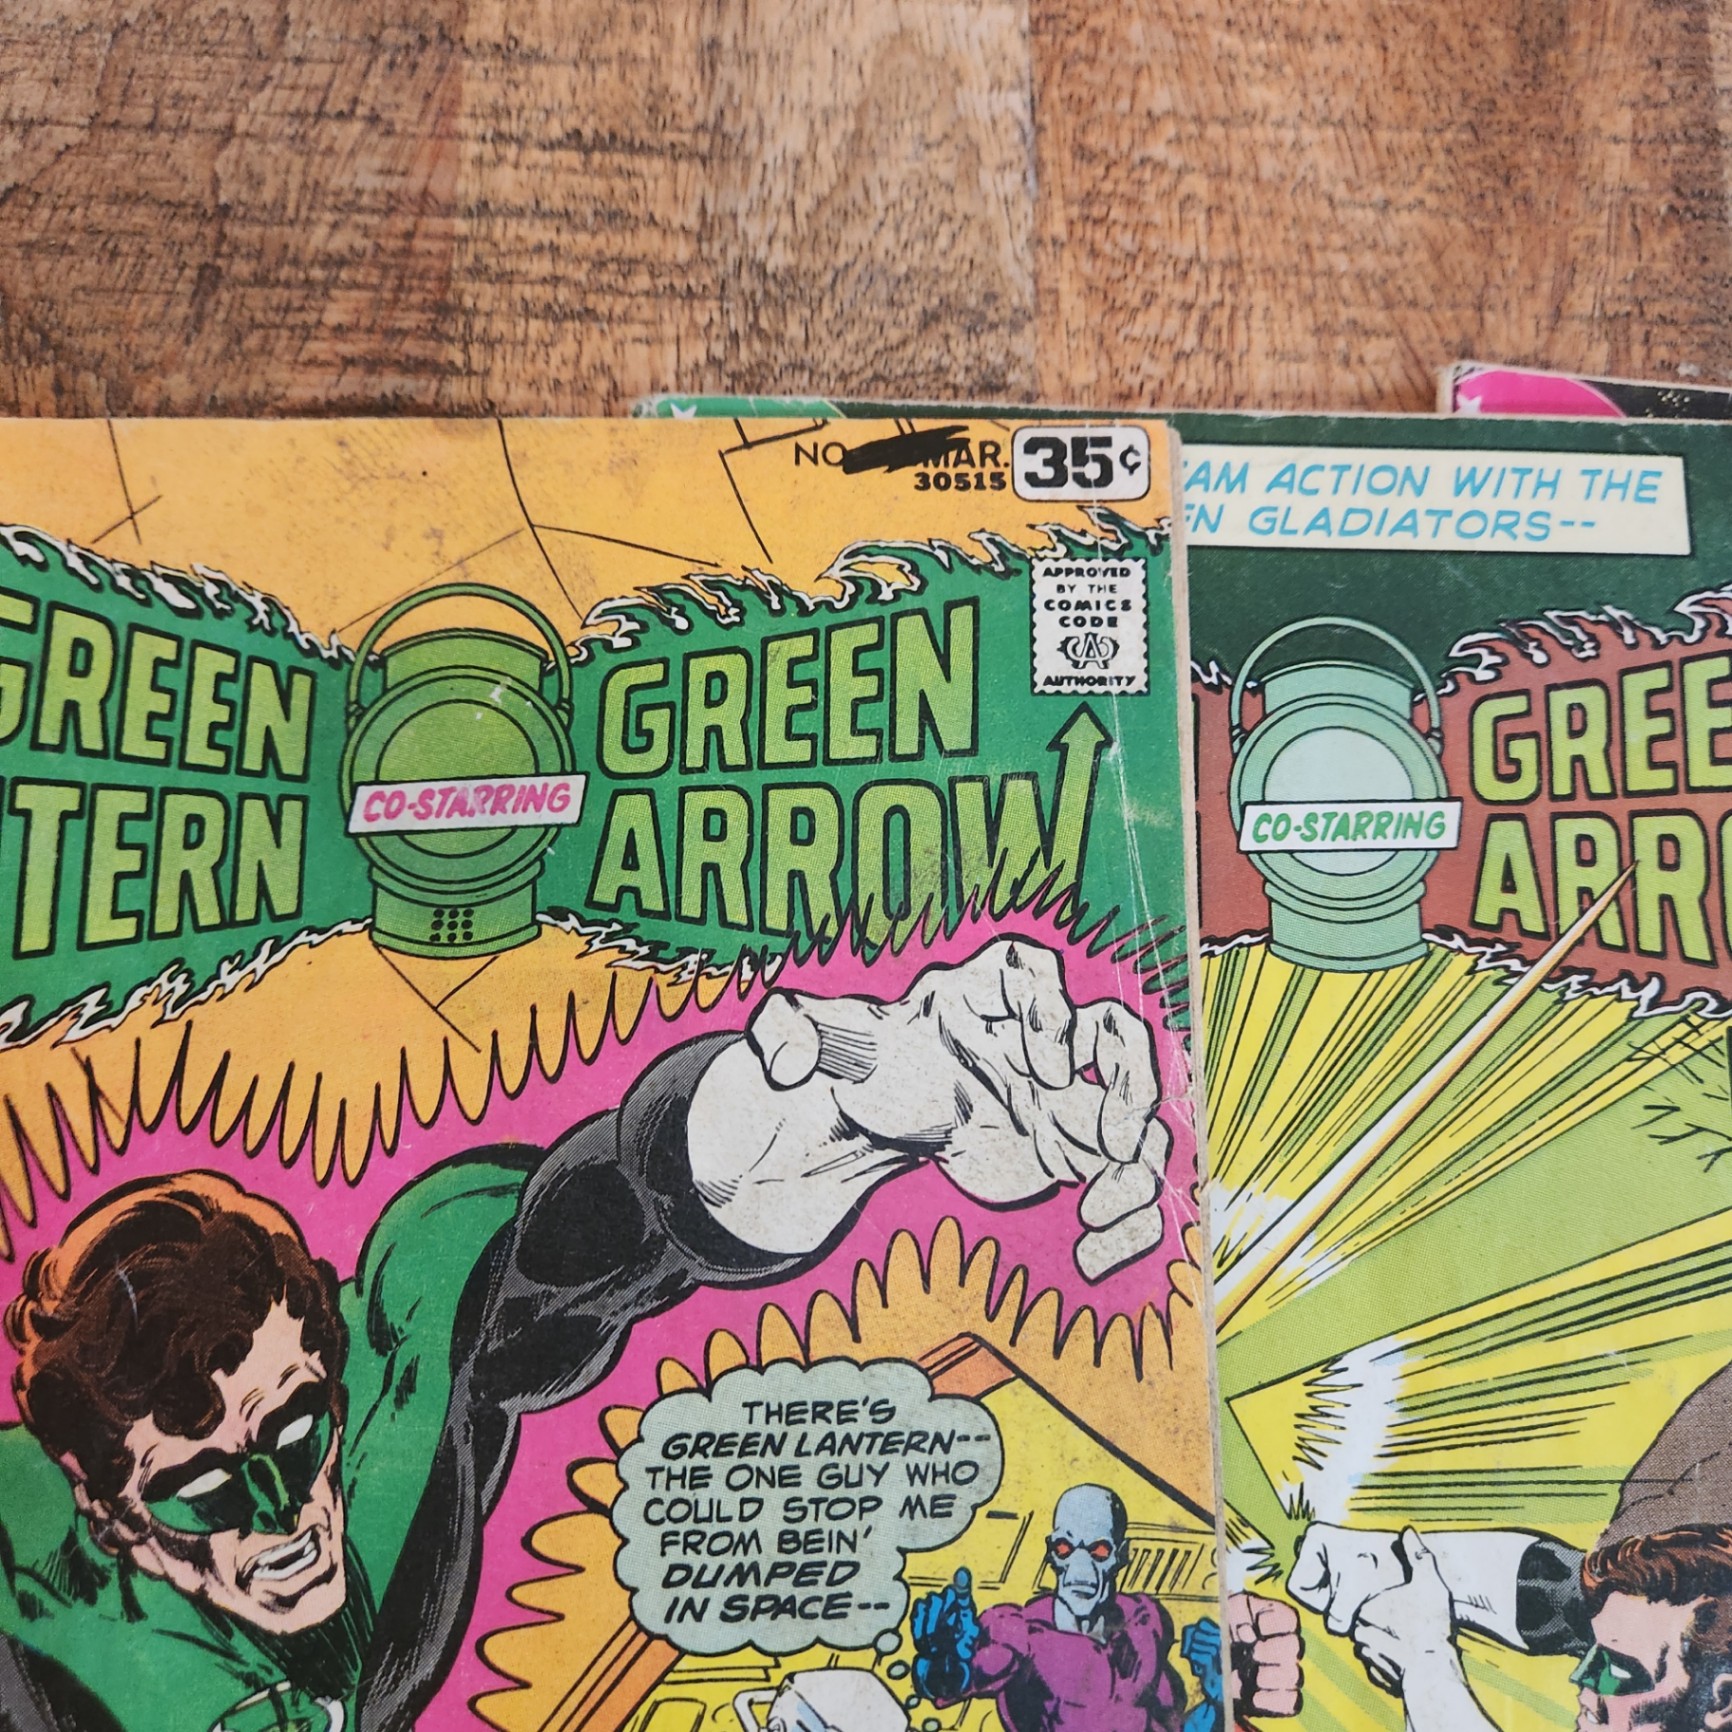 NO MAR.
30515
35¢
APPROVED
BY THE
COMICS
CODE
CA
AUTHORITY
GREEN
TERN
CO-STARRING
GREEN
ARROW
THERE'S
GREEN LANTERN--
THE ONE GUY WHO
COULD STOP ME
FROM BEIN'
DUMPED
IN SPACE--
AM ACTION WITH THE
EN GLADIATORS--
CO-STARRING
GREE
ARR